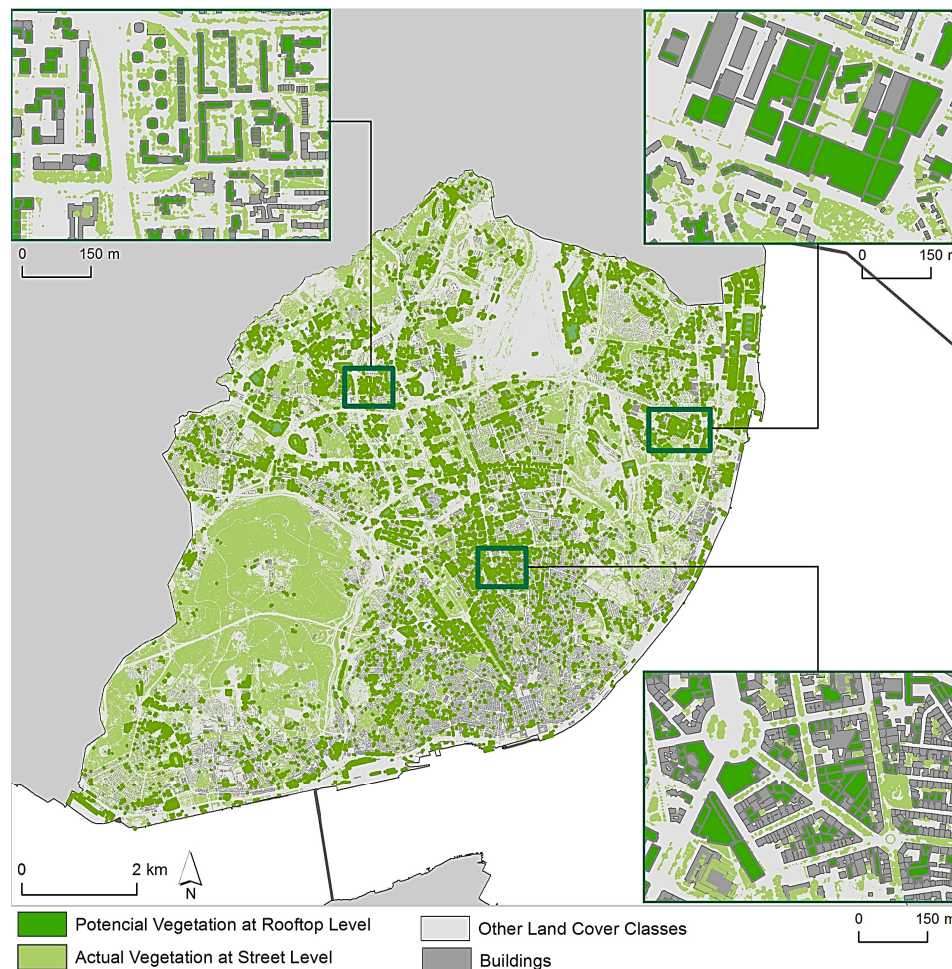 0 150 m
0 150 m
0 2 km
N
0 150 m
Potencial Vegetation at Rooftop Level
Actual Vegetation at Street Level
Other Land Cover Classes
Buildings